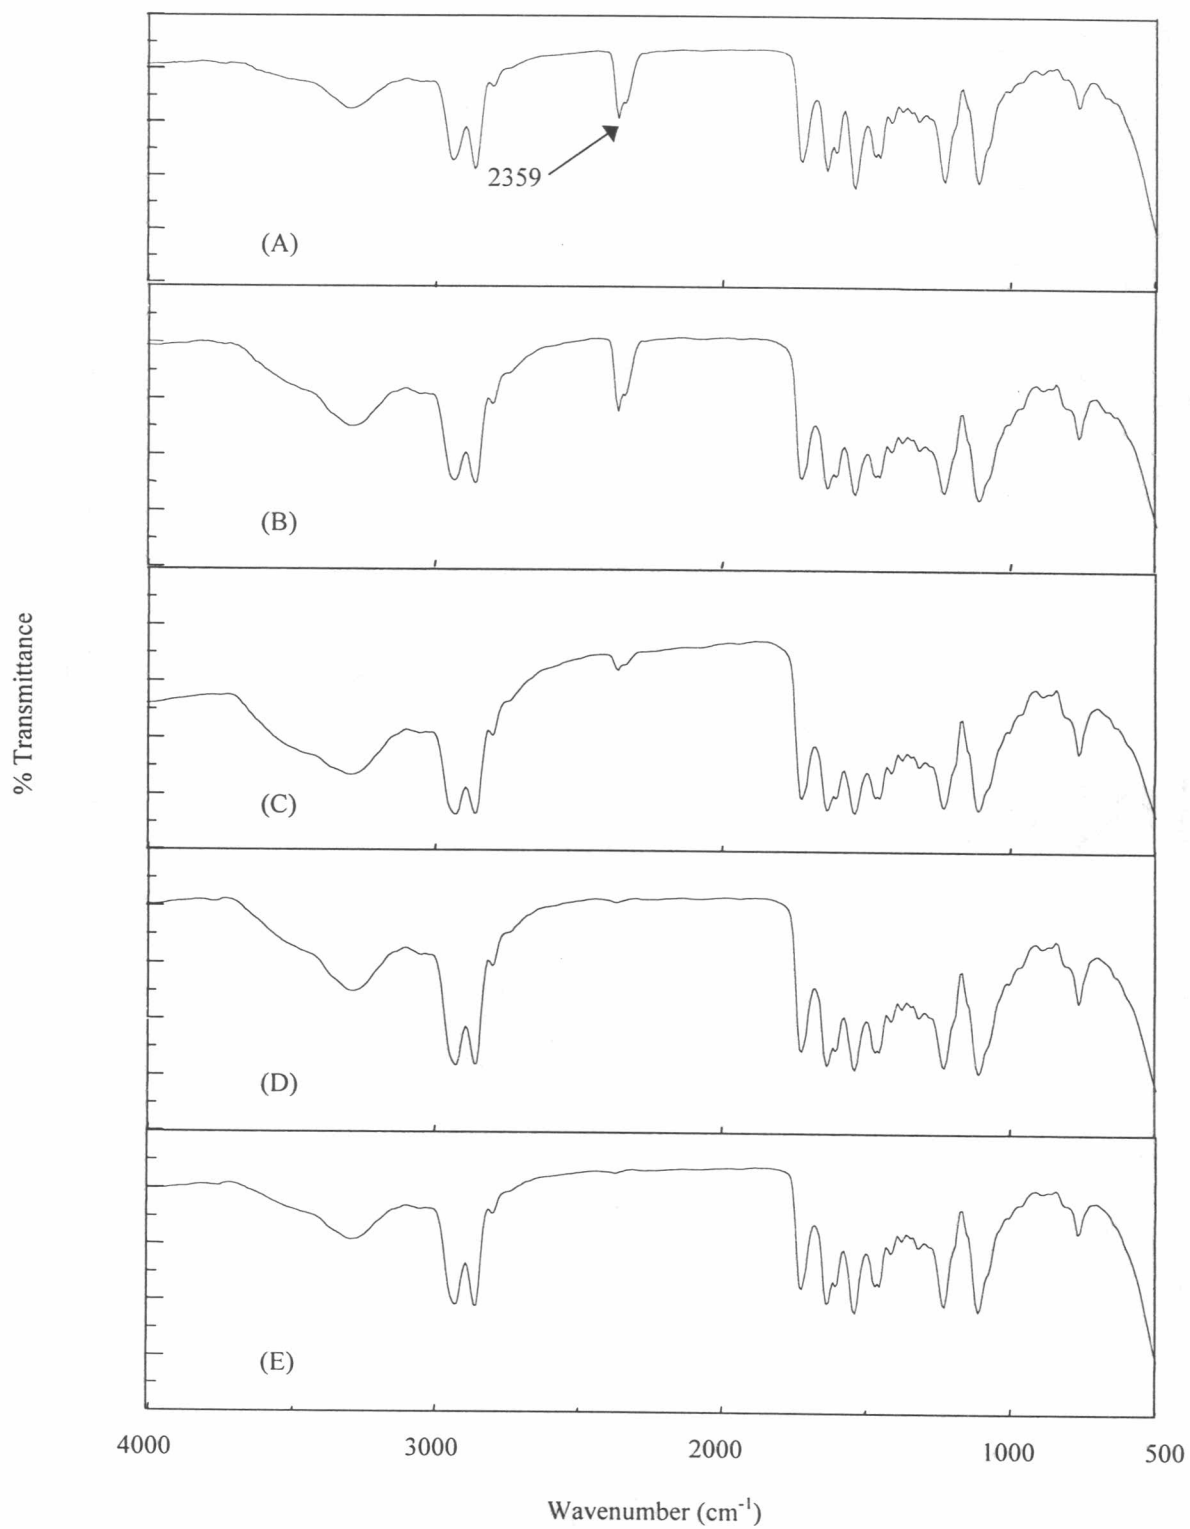 2359
(A)
(B)
(C)
(D)
(E)
% Transmittance
4000 3000 2000 1000 500
Wavenumber (cm⁻¹)